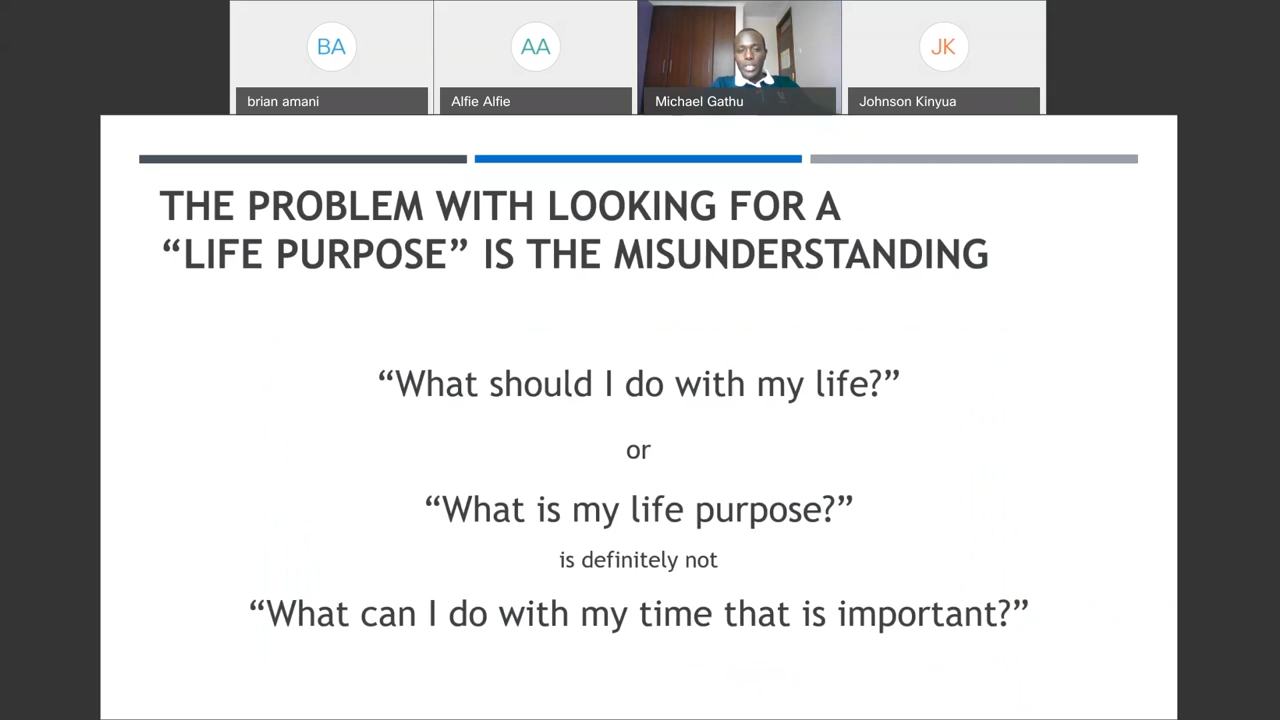 BA
AA
JK
brian amani
Alfie Alfie
Michael Gathu
Johnson Kinyua
THE PROBLEM WITH LOOKING FOR A
“LIFE PURPOSE” IS THE MISUNDERSTANDING
“What should I do with my life?”
or
“What is my life purpose?”
is definitely not
“What can I do with my time that is important?”